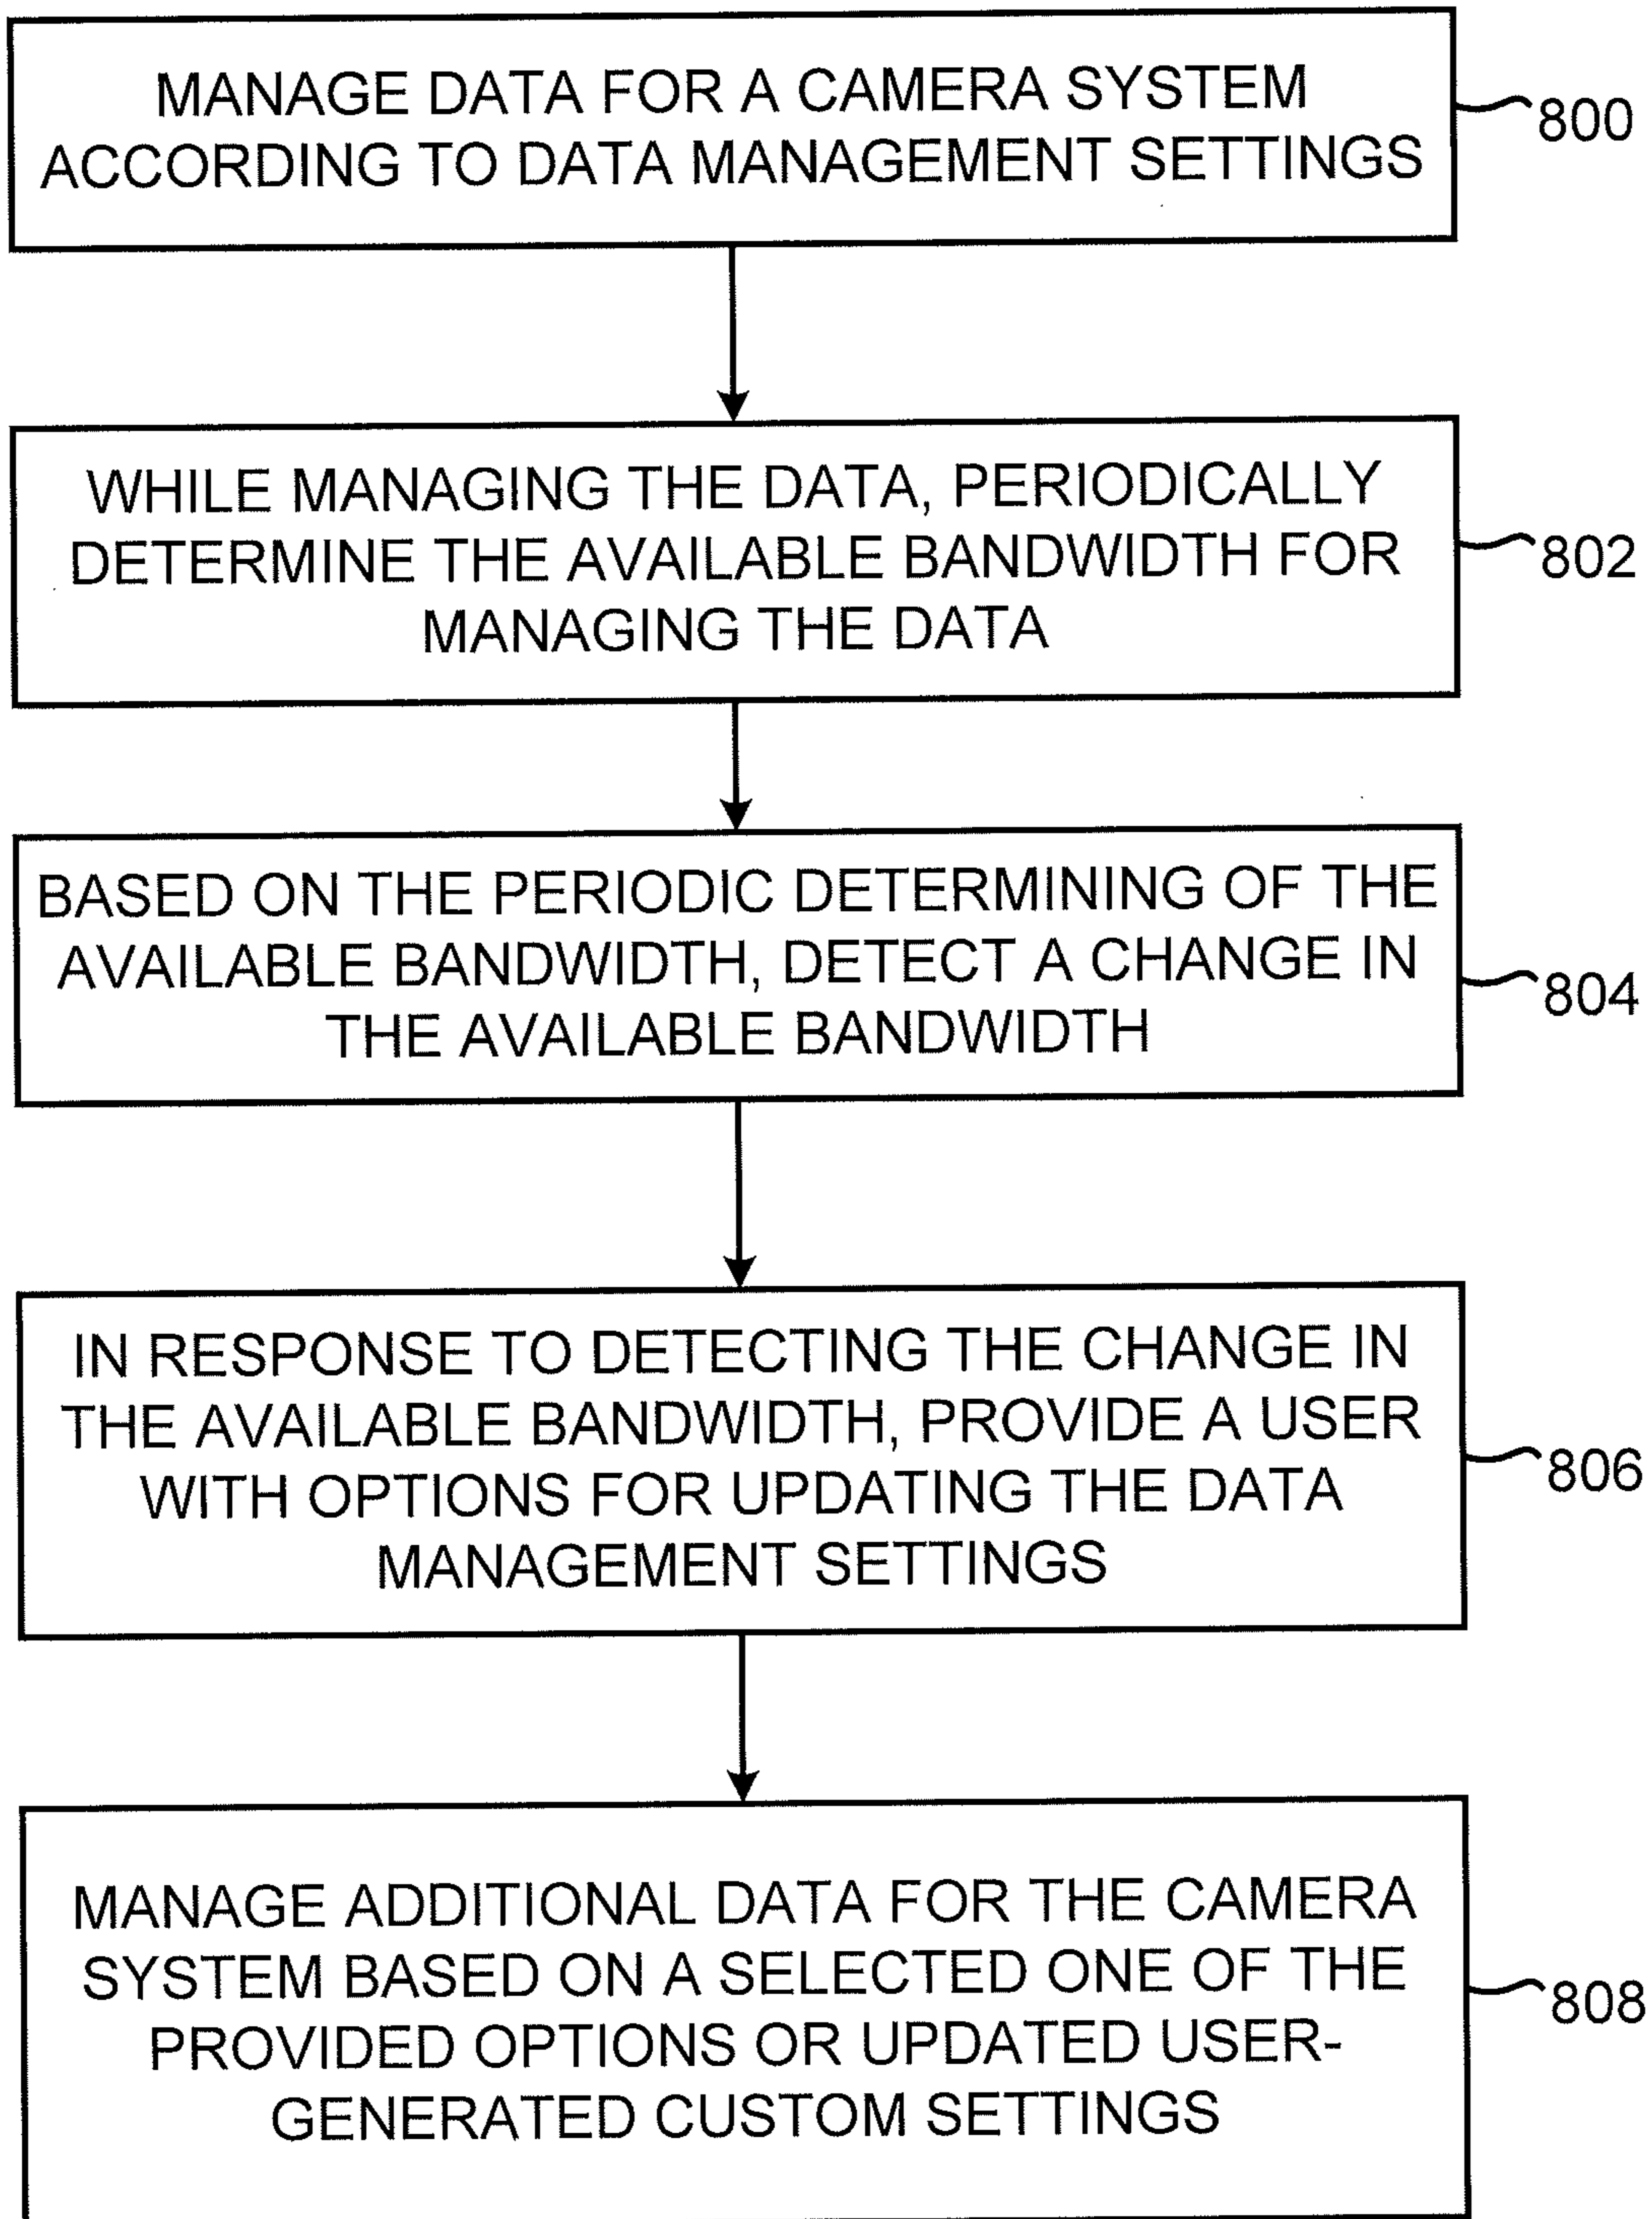 MANAGE DATA FOR A CAMERA SYSTEM
ACCORDING TO DATA MANAGEMENT SETTINGS
800
WHILE MANAGING THE DATA, PERIODICALLY
DETERMINE THE AVAILABLE BANDWIDTH FOR
MANAGING THE DATA
802
BASED ON THE PERIODIC DETERMINING OF THE
AVAILABLE BANDWIDTH, DETECT A CHANGE IN
THE AVAILABLE BANDWIDTH
804
IN RESPONSE TO DETECTING THE CHANGE IN
THE AVAILABLE BANDWIDTH, PROVIDE A USER
WITH OPTIONS FOR UPDATING THE DATA
MANAGEMENT SETTINGS
806
MANAGE ADDITIONAL DATA FOR THE CAMERA
SYSTEM BASED ON A SELECTED ONE OF THE
PROVIDED OPTIONS OR UPDATED USER-
GENERATED CUSTOM SETTINGS
808